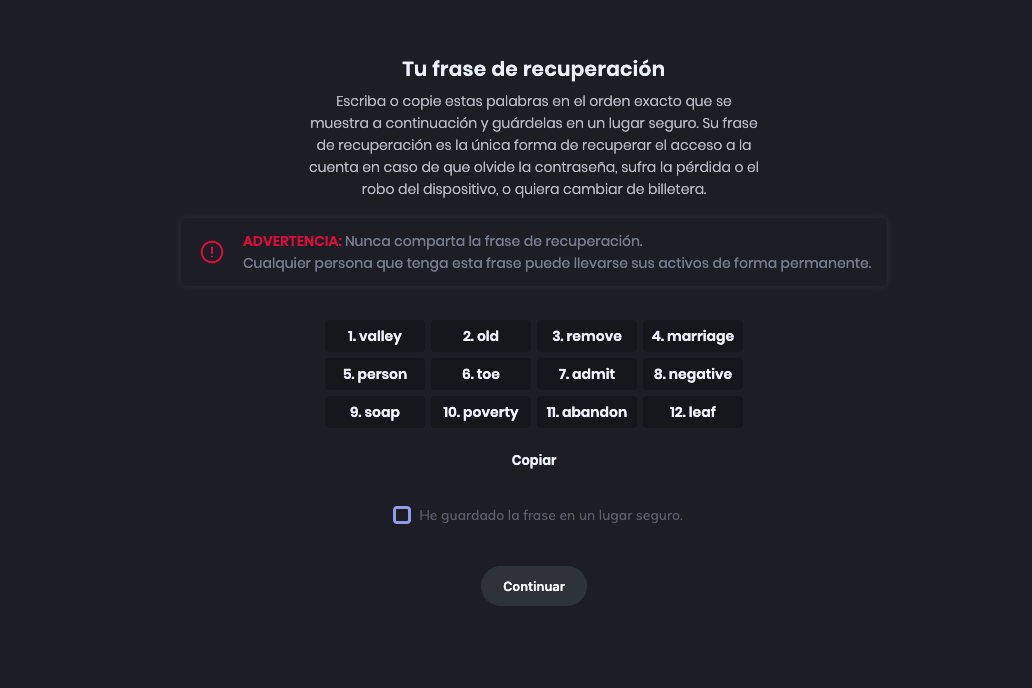 Tu frase de recuperación
Escriba o copie estas palabras en el orden exacto que se
muestra a continuación y guárdelas en un lugar seguro. Su frase
de recuperación es la única forma de recuperar el acceso a la
cuenta en caso de que olvide la contraseña, sufra la pérdida o el
robo del dispositivo, o quiera cambiar de billetera.
ADVERTENCIA: Nunca comparta la frase de recuperación.
Cualquier persona que tenga esta frase puede llevarse sus activos de forma permanente.
1. valley 2. old 3. remove 4. marriage
5. person 6. toe 7. admit 8. negative
9. soap 10. poverty 11. abandon 12. leaf
Copiar
He guardado la frase en un lugar seguro.
Continuar